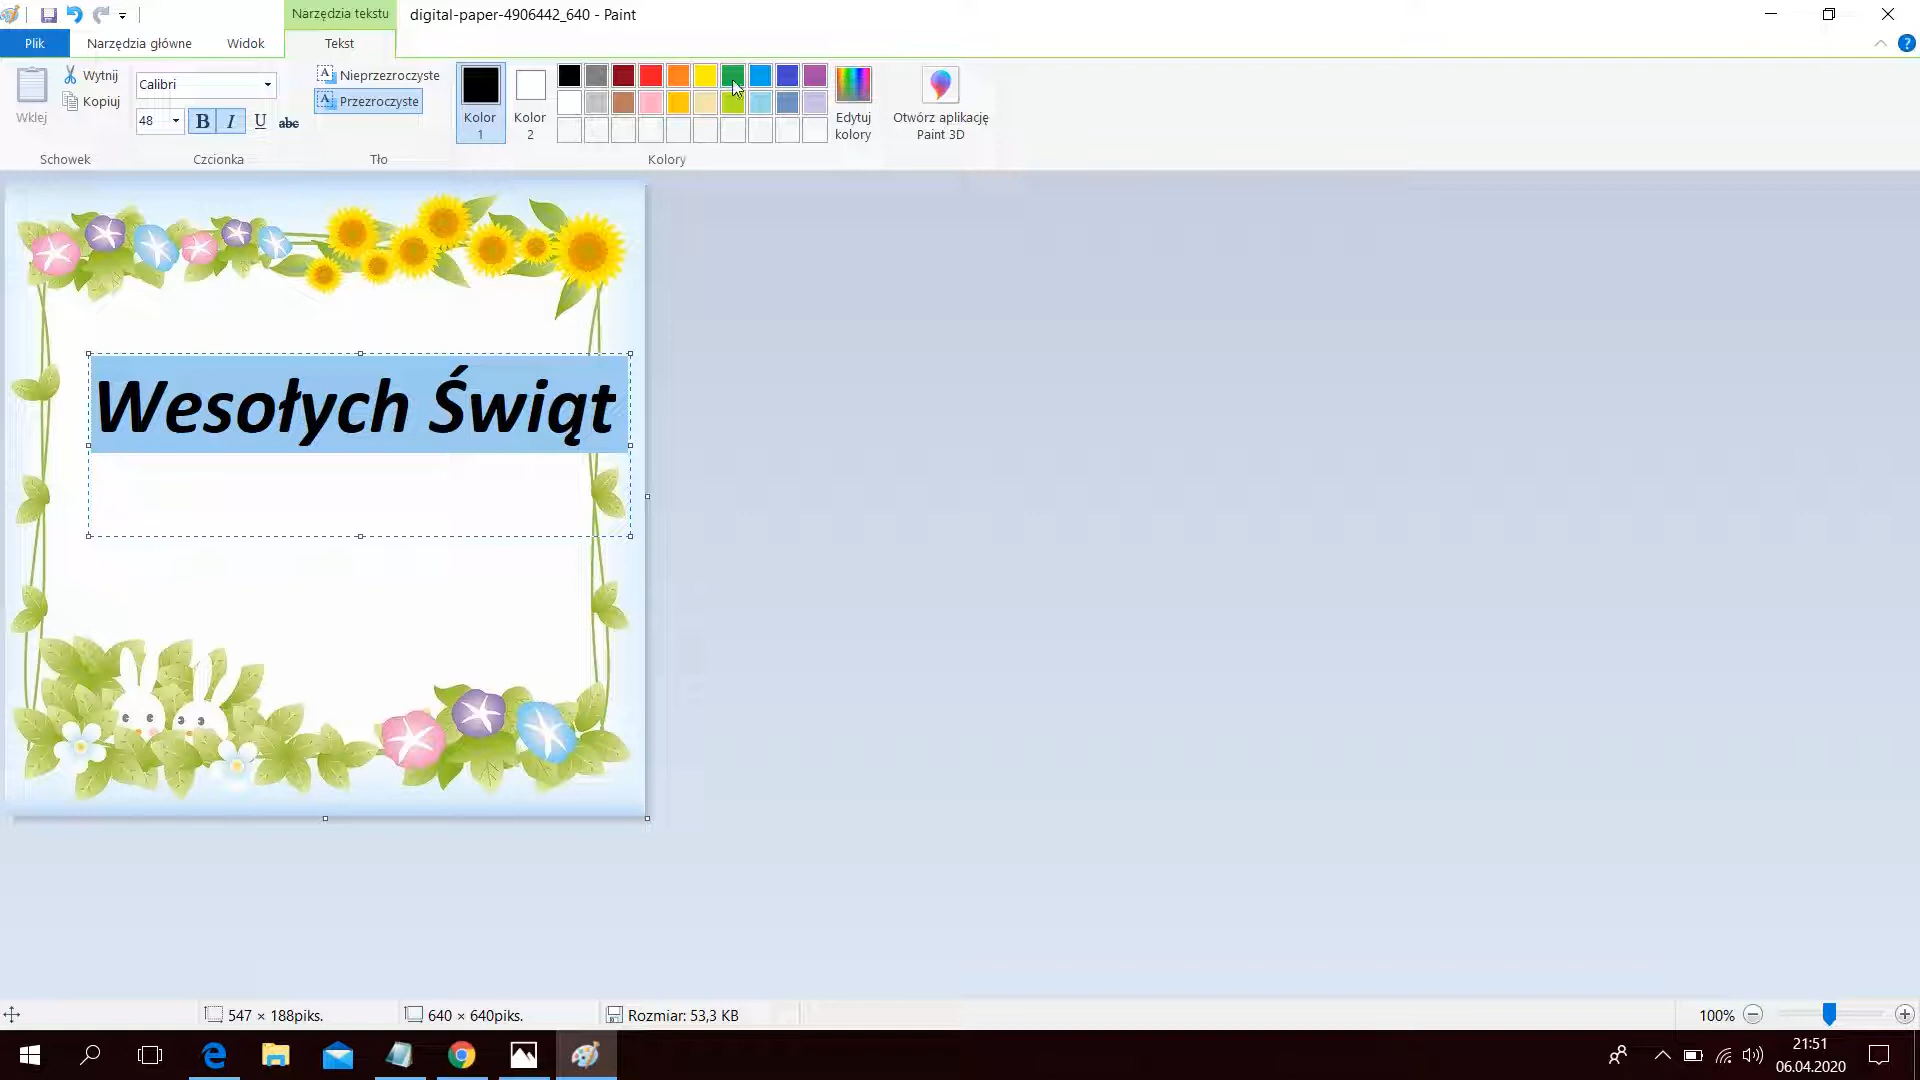 Narzędzia tekstu
digital-paper-4906442_640 - Paint
Plik
Narzędzia główne
Widok
Tekst
Wklej
Wytnij
Kopiuj
Schowek
Calibri
48
B I U abc
Czcionka
Nieprzezroczyste
Przezroczyste
Tło
Kolor
1
Kolor
2
Edytuj
kolory
Kolory
Otwórz aplikację
Paint 3D
Wesołych Świąt
547 × 188piks.
640 × 640piks.
Rozmiar: 53,3 KB
100%
21:51
06.04.2020